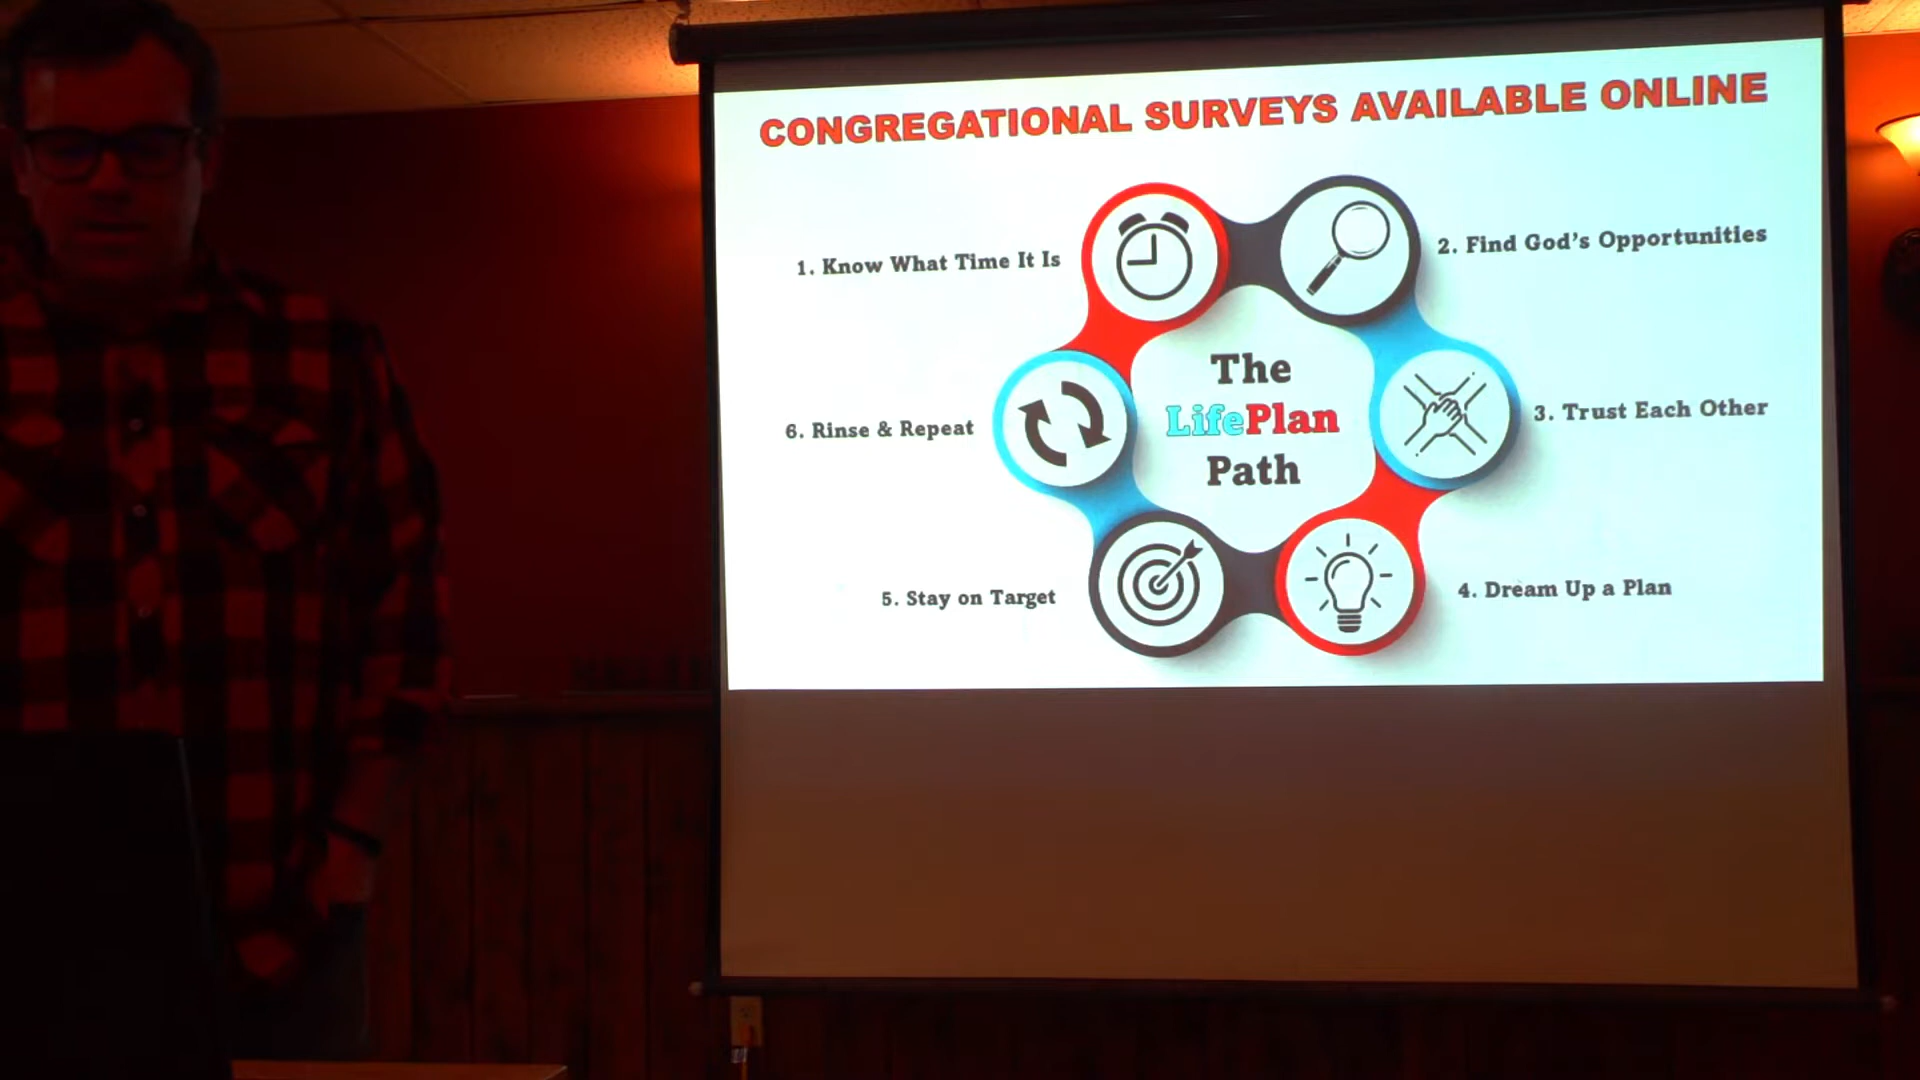 CONGREGATIONAL SURVEYS AVAILABLE ONLINE
1. Know What Time It Is
2. Find God's Opportunities
The
LifePlan
Path
3. Trust Each Other
6. Rinse & Repeat
4. Dream Up a Plan
5. Stay on Target